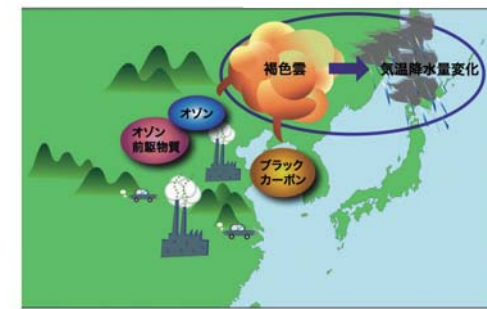 褐色雲
気温降水量変化
オゾン
オゾン
前駆物質
ブラック
カーボン